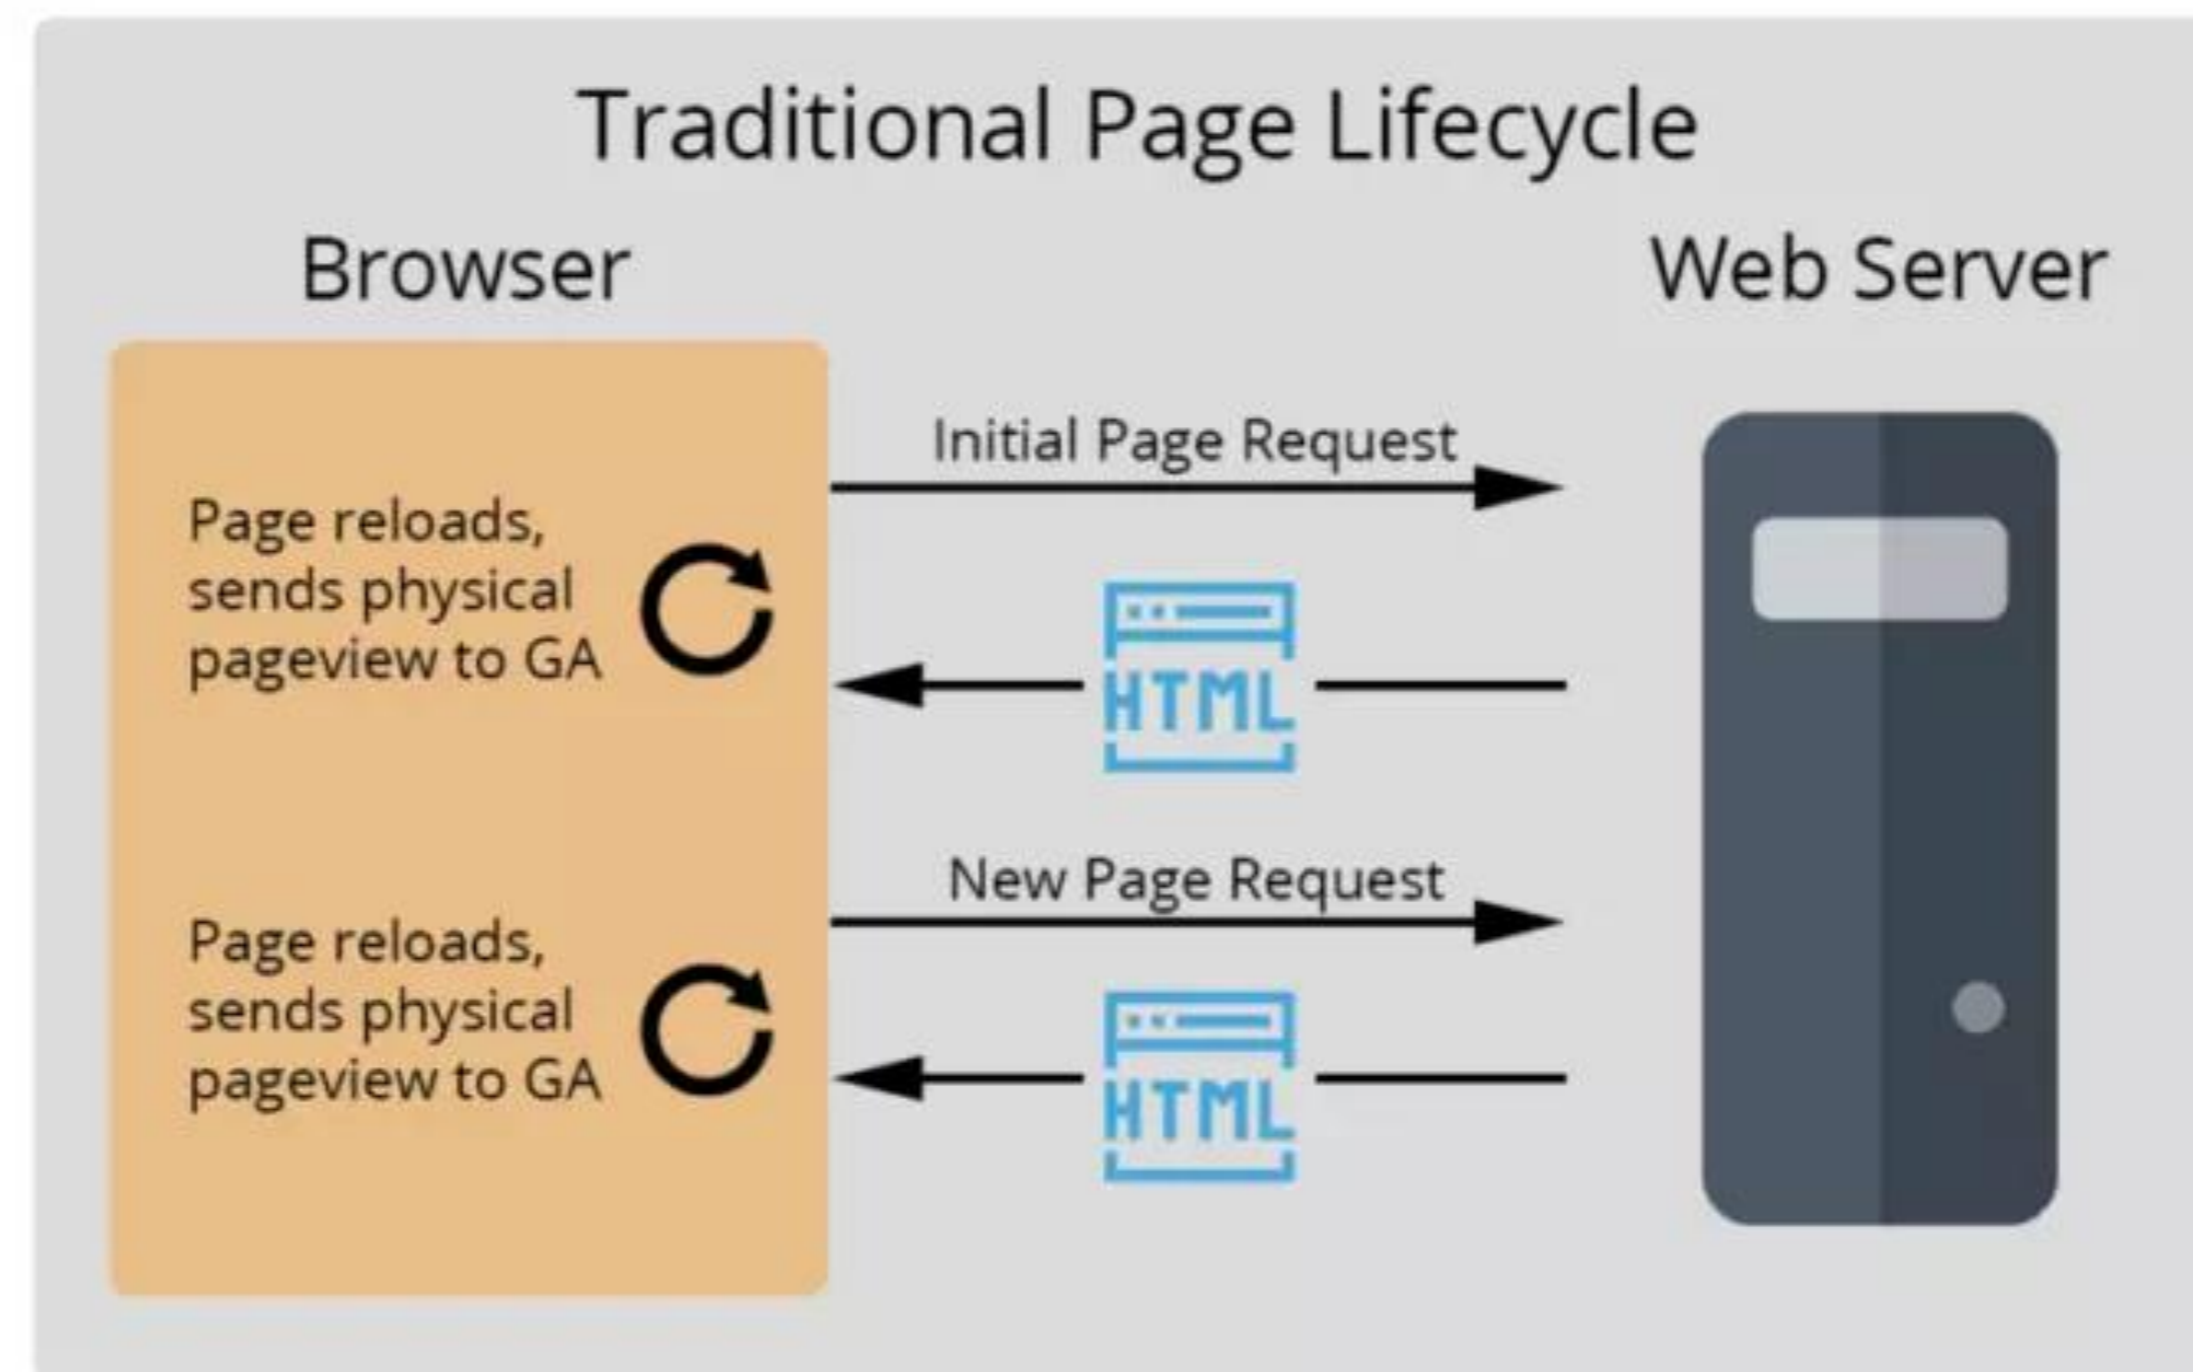 Traditional Page Lifecycle
Browser
Web Server
Initial Page Request
Page reloads,
sends physical
pageview to GA
HTML
New Page Request
Page reloads,
sends physical
pageview to GA
HTML